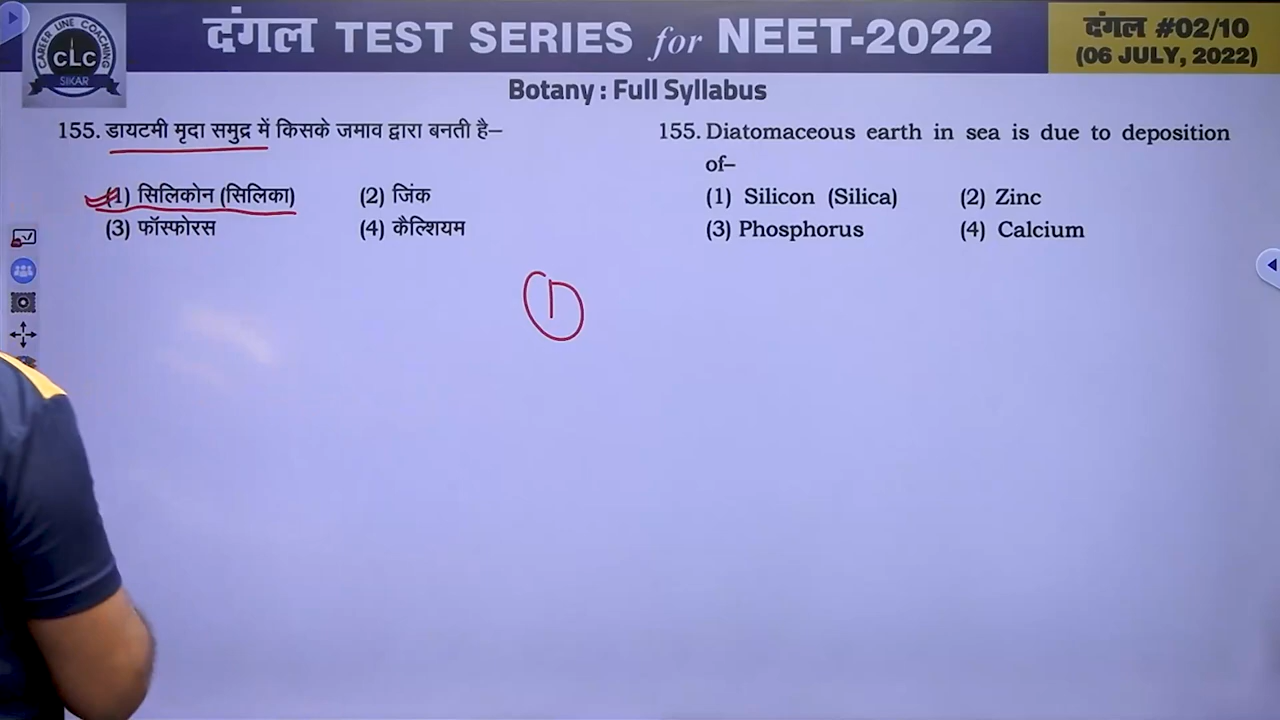 दंगल TEST SERIES for NEET-2022
दंगल #02/10
(06 JULY, 2022)
CAREER LINE COACHING
CLC
SIKAR
Botany : Full Syllabus
155. डायटमी मृदा समुद्र में किसके जमाव द्वारा बनती है–
(1) सिलिकोन (सिलिका) (2) जिंक
(3) फॉस्फोरस (4) कैल्शियम
155. Diatomaceous earth in sea is due to deposition
of–
(1) Silicon (Silica) (2) Zinc
(3) Phosphorus (4) Calcium
1